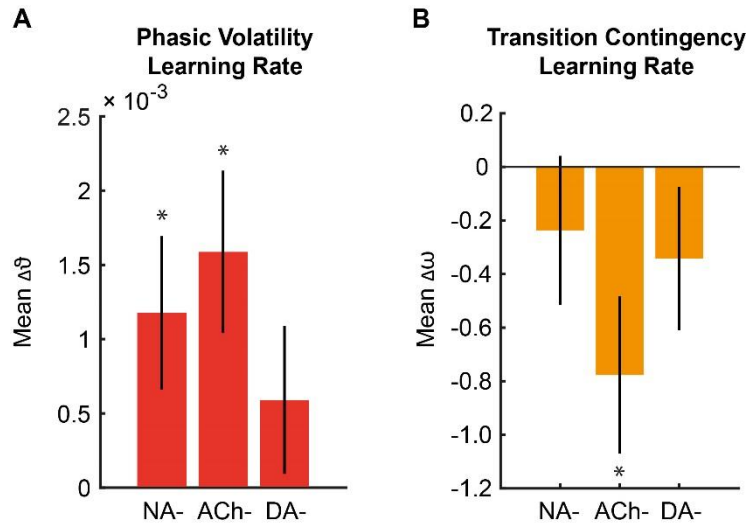 A
Phasic Volatility
Learning Rate
× 10⁻³
2.5
2
1.5
1
0.5
0
Mean Δϑ
*
*
NA-
ACh-
DA-
B
Transition Contingency
Learning Rate
0.2
0
-0.2
-0.4
-0.6
-0.8
-1.0
-1.2
Mean Δω
*
NA-
ACh-
DA-